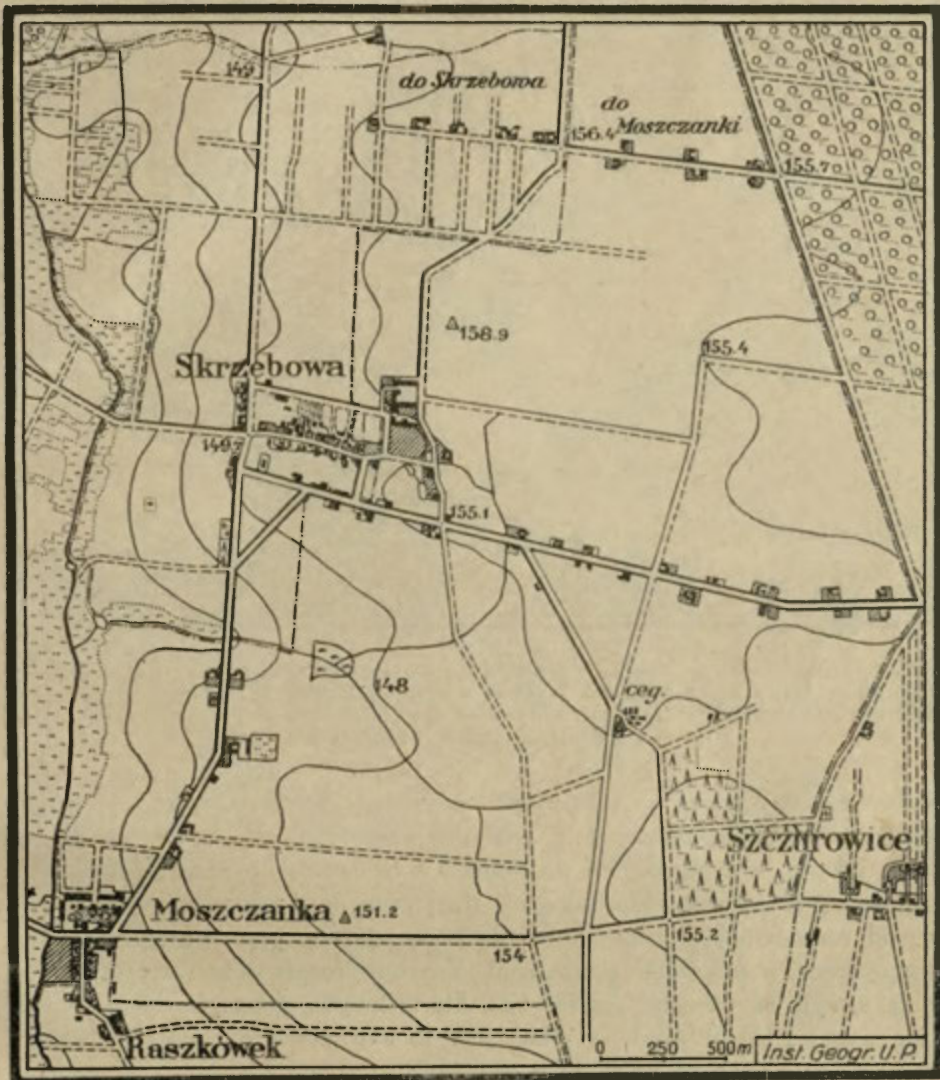 149
do Skrzebowa
do
Moszczanki
156.4
155.7
158.9
155.4
Skrzebowa
149.7
155.1
148
ceg.
Szczurowice
Moszczanka
151.2
155.2
154
Raszkówek
0 250 500m
Inst. Geogr. U. P.